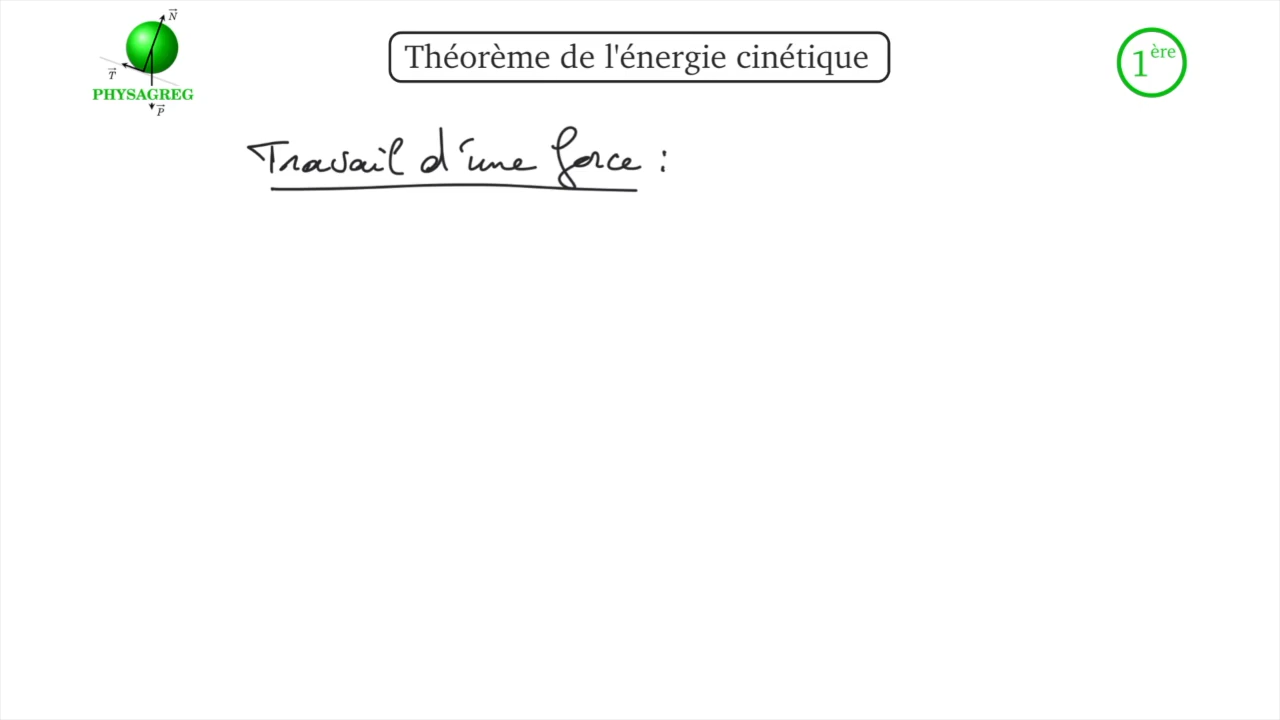 N
T
PHYSAGREG
P
Théorème de l'énergie cinétique
1ère
Travail d'une force :